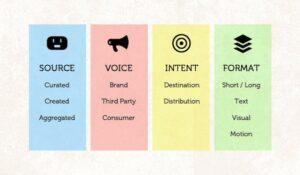 SOURCE
Curated
Created
Aggregated
VOICE
Brand
Third Party
Consumer
INTENT
Destination
Distribution
FORMAT
Short / Long
Text
Visual
Motion